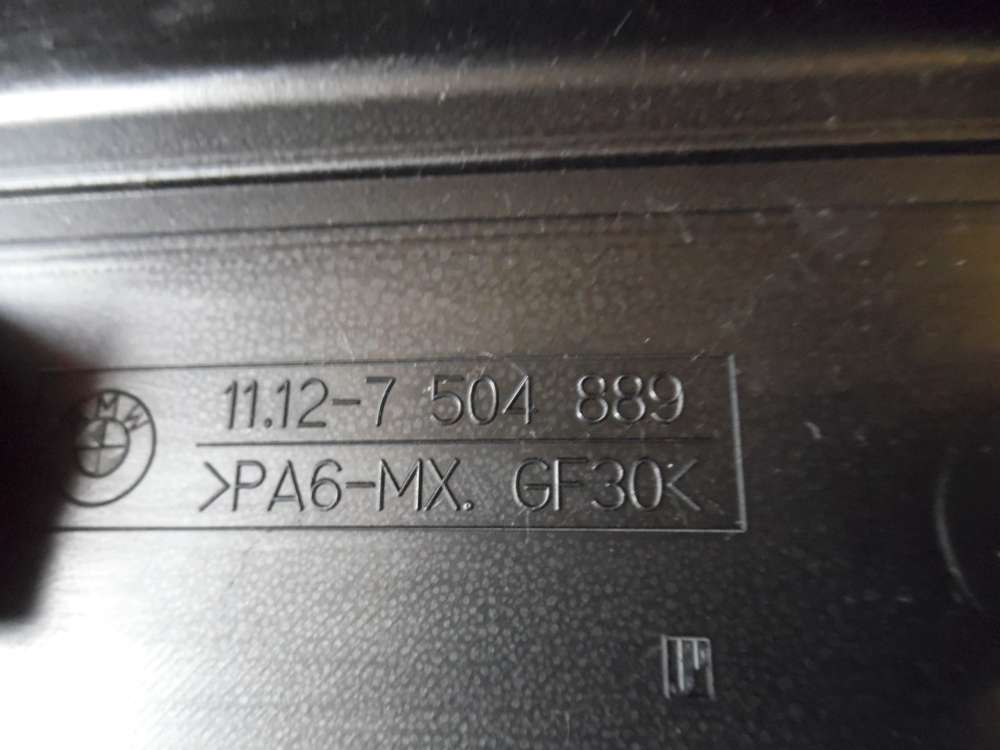 BMW
11.12-7 504 889
>PA6-MX. GF30<